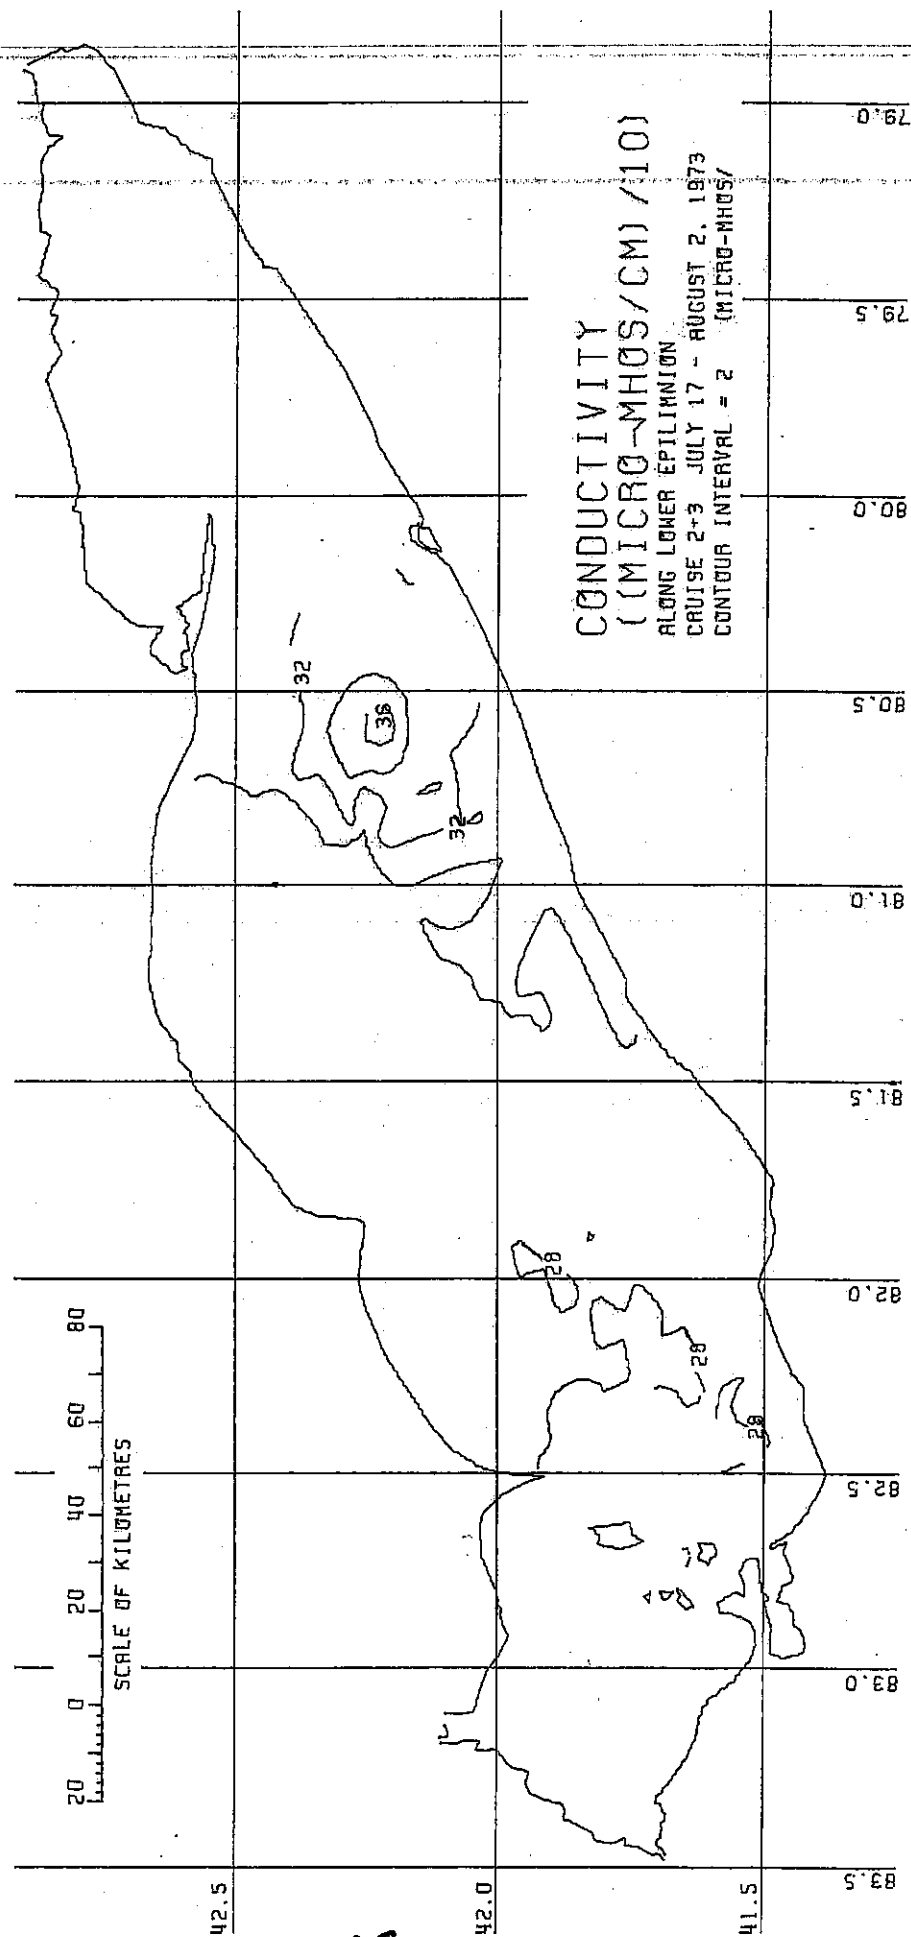 CONDUCTIVITY
((MICRO-MHOS/CM)/10)
ALONG LOWER EPILIMNION
CRUISE 2+3 JULY 17 - AUGUST 2, 1973
CONTOUR INTERVAL = 2 (MICRO-MHOS/
20 0 20 40 60 80
SCALE OF KILOMETRES
42.5
42.0
41.5
83.5
83.0
82.5
82.0
81.5
81.0
80.5
80.0
79.5
79.0
32
36
32
28
28
28